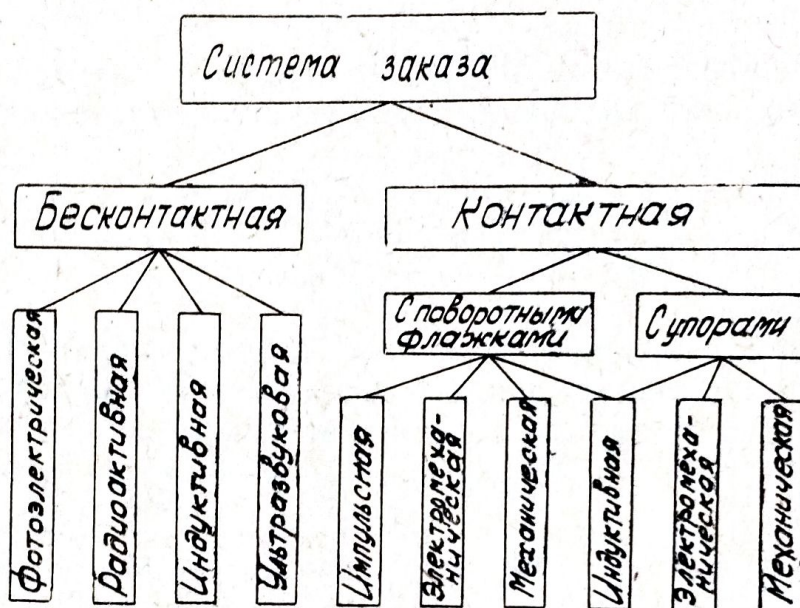 Система заказа
Бесконтактная
Контактная
С поворотными
флажками
С упорами
Фотоэлектрическая
Радиоактивная
Индуктивная
Ультразвуковая
Импульсная
Электромеха-
ническая
Механическая
Индуктивная
Электромеха-
ническая
Механическая